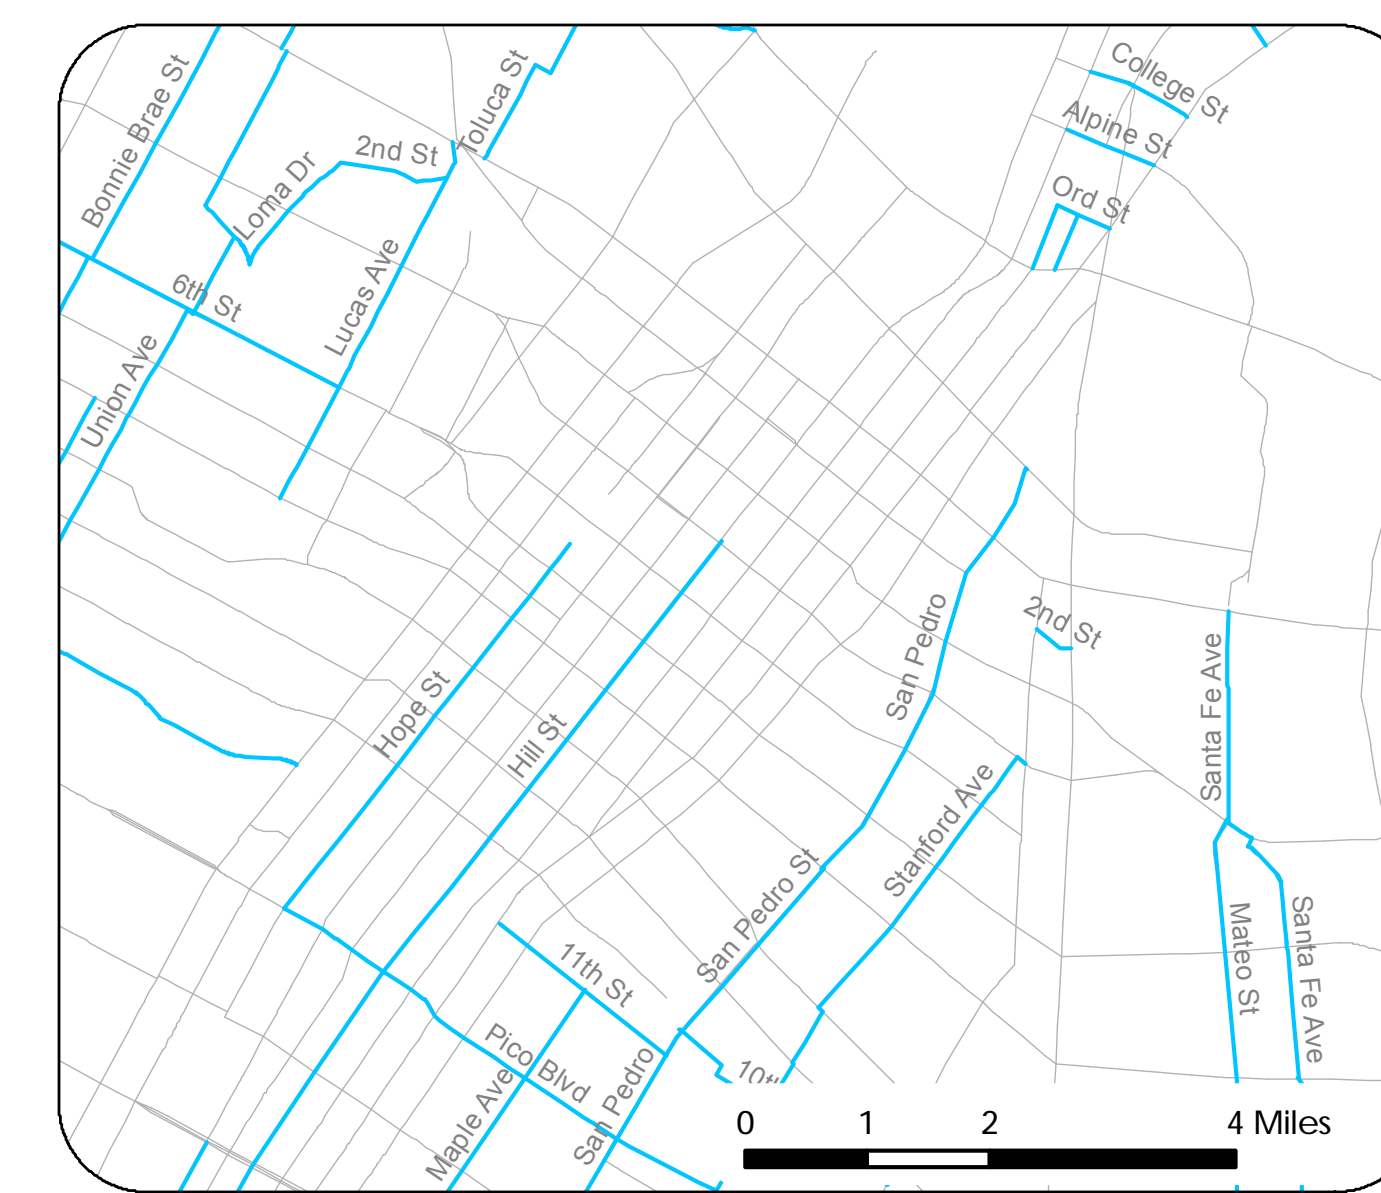 College St
Toluca St
Bonnie Brae St
Alpine St
2nd St
Loma Dr
Ord St
Lucas Ave
6th St
Union Ave
San Pedro
2nd St
Santa Fe Ave
Hope St
Hill St
Stanford Ave
San Pedro St
Mateo St
Santa Fe Ave
11th St
Pico Blvd
San Pedro
Maple Ave
0 1 2 4 Miles